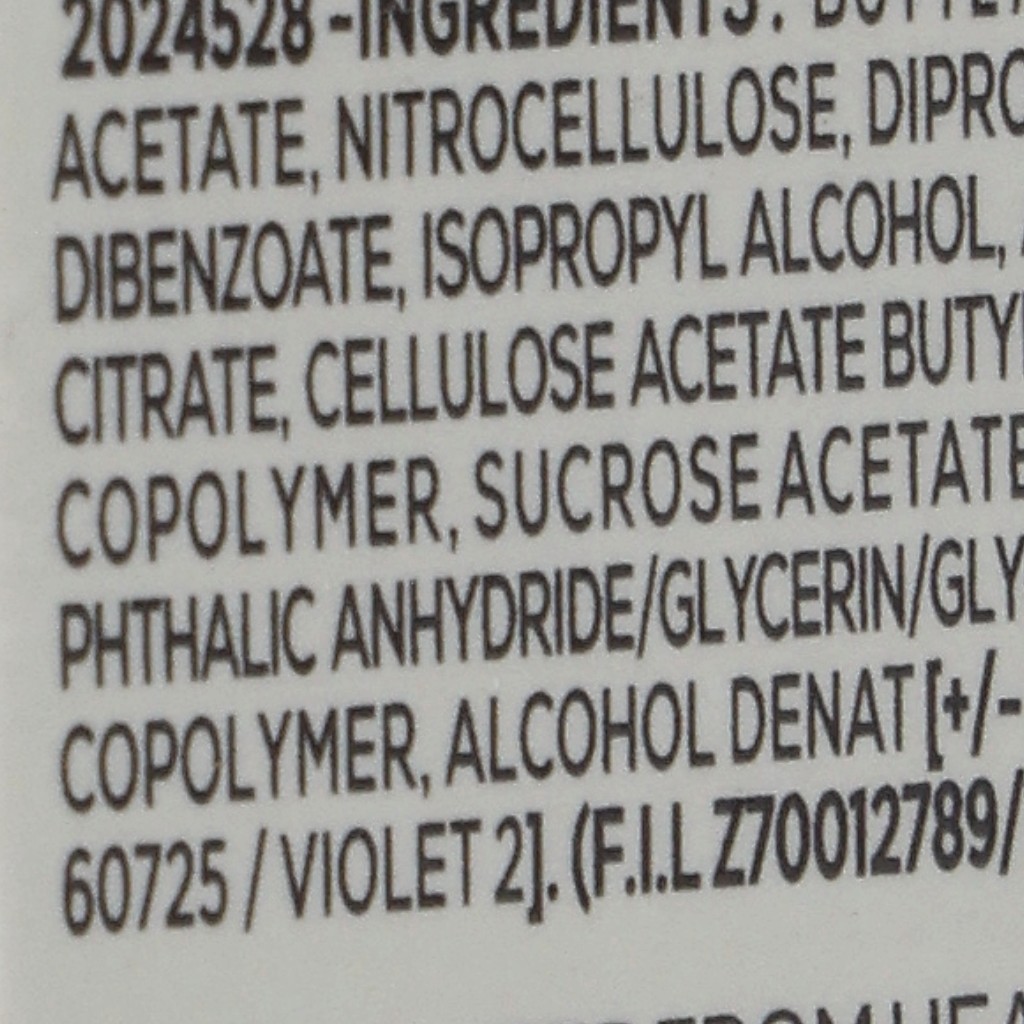 2024528 - INGREDIENTS:
ACETATE, NITROCELLULOSE,
DIBENZOATE, ISOPROPYL ALCOHOL,
CITRATE, CELLULOSE ACETATE
COPOLYMER, SUCROSE ACETATE
PHTHALIC ANHYDRIDE/GLYCERIN/
COPOLYMER, ALCOHOL DENAT [+/-
60725 / VIOLET 2]. (F.I.L Z70012789/
FROM